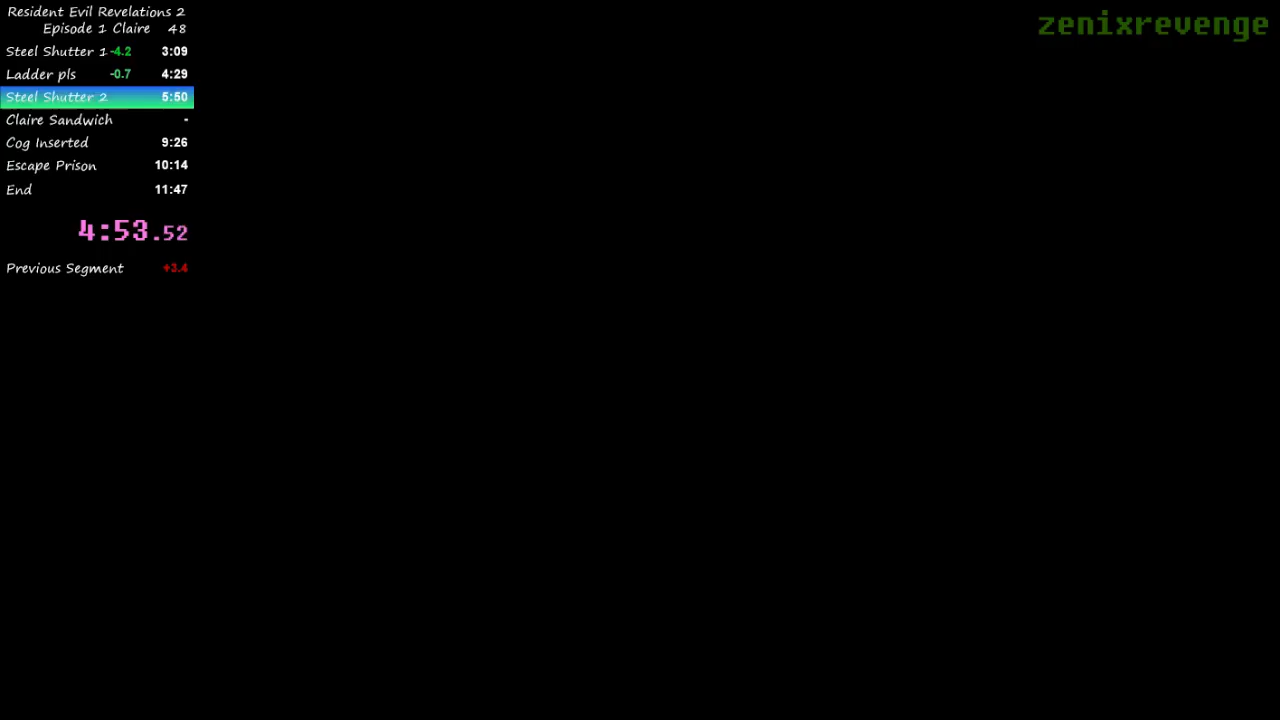 Resident Evil Revelations 2
Episode 1 Claire 48
Steel Shutter 1 -4.2 3:09
Ladder pls -0.7 4:29
Steel Shutter 2 5:50
Claire Sandwich -
Cog Inserted 9:26
Escape Prison 10:14
End 11:47
4:53.52
Previous Segment +3.4
zenixrevenge